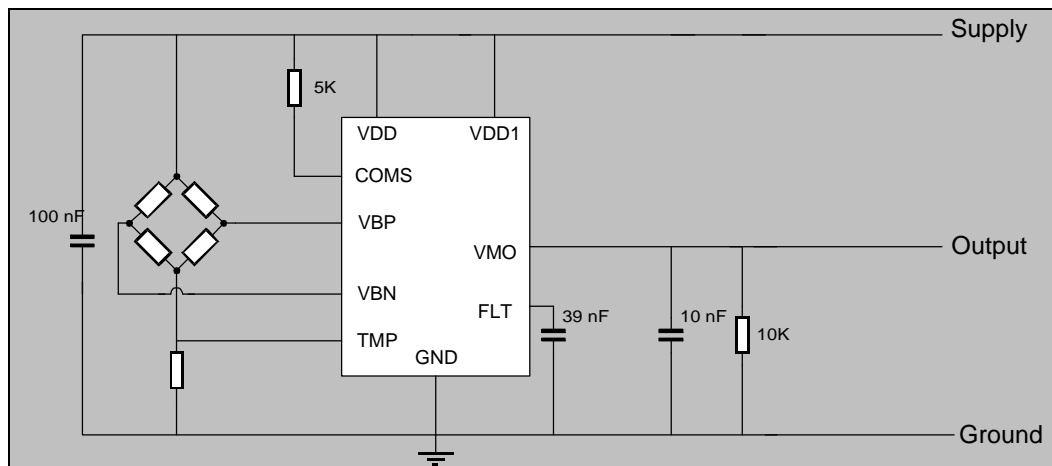 Supply
5K
VDD
VDD1
COMS
100 nF
VBP
VMO
Output
VBN
FLT
39 nF
10 nF
10K
TMP
GND
Ground